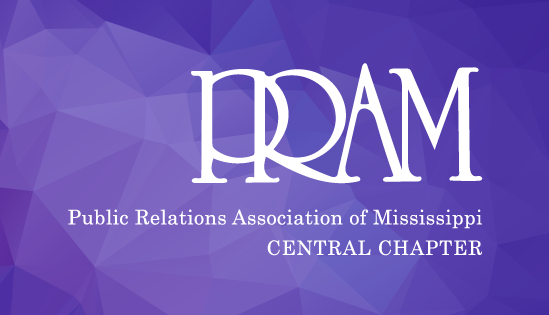 PRAM
Public Relations Association of Mississippi
CENTRAL CHAPTER